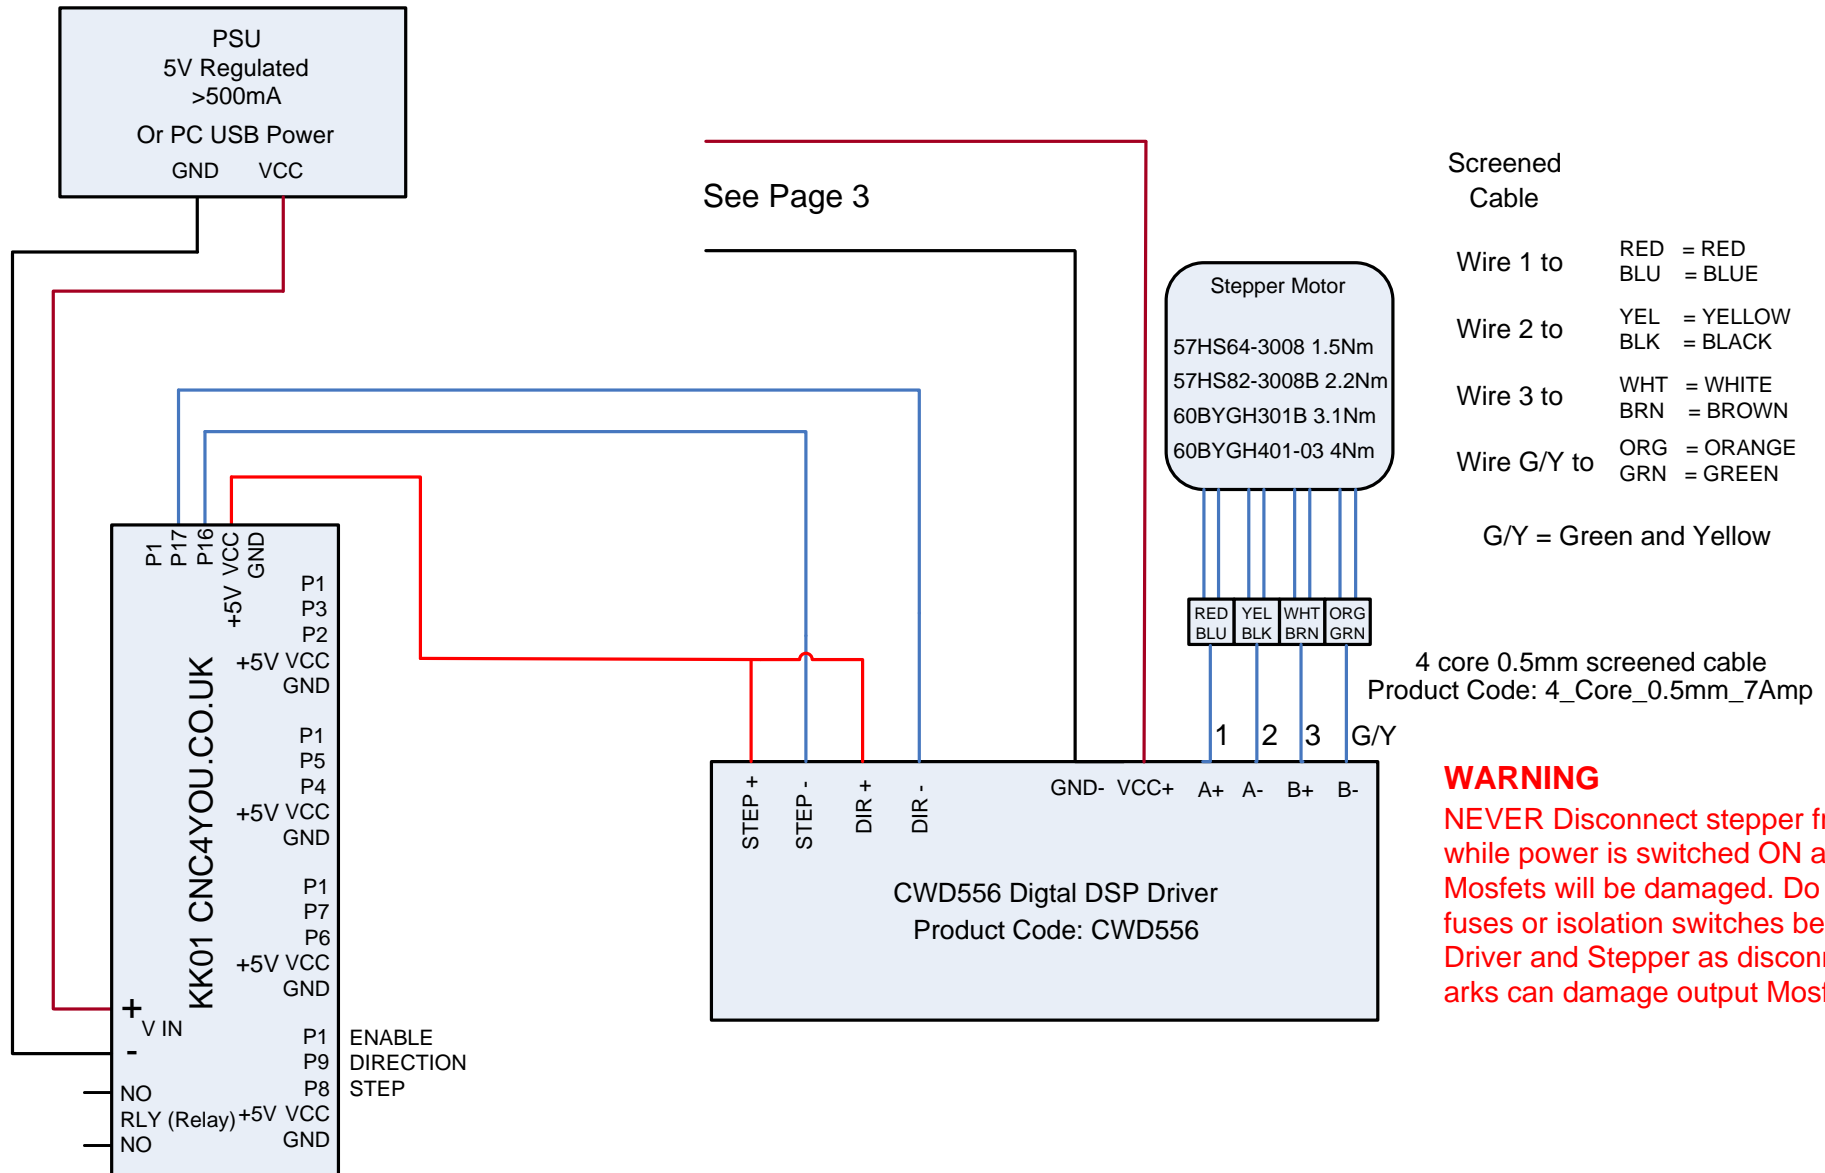 PSU
5V Regulated
>500mA
Or PC USB Power
GND VCC
See Page 3
Stepper Motor
57HS64-3008 1.5Nm
57HS82-3008B 2.2Nm
60BYGH301B 3.1Nm
60BYGH401-03 4Nm
Screened
Cable
Wire 1 to
RED = RED
BLU = BLUE
Wire 2 to
YEL = YELLOW
BLK = BLACK
Wire 3 to
WHT = WHITE
BRN = BROWN
Wire G/Y to
ORG = ORANGE
GRN = GREEN
G/Y = Green and Yellow
RED YEL WHT ORG
BLU BLK BRN GRN
4 core 0.5mm screened cable
Product Code: 4_Core_0.5mm_7Amp
1 2 3 G/Y
P1
P17
P16
+5V VCC
GND
P1
P3
P2
+5V VCC
GND
P1
P5
P4
+5V VCC
GND
P1
P7
P6
+5V VCC
GND
P1 ENABLE
P9 DIRECTION
P8 STEP
+5V VCC
GND
KK01 CNC4YOU.CO.UK
+
V IN
-
NO
RLY (Relay)
NO
STEP +
STEP -
DIR +
DIR -
GND- VCC+ A+ A- B+ B-
CWD556 Digtal DSP Driver
Product Code: CWD556
WARNING
NEVER Disconnect stepper
while power is switched ON
Mosfets will be damaged. Do
fuses or isolation switches
Driver and Stepper as
arks can damage output